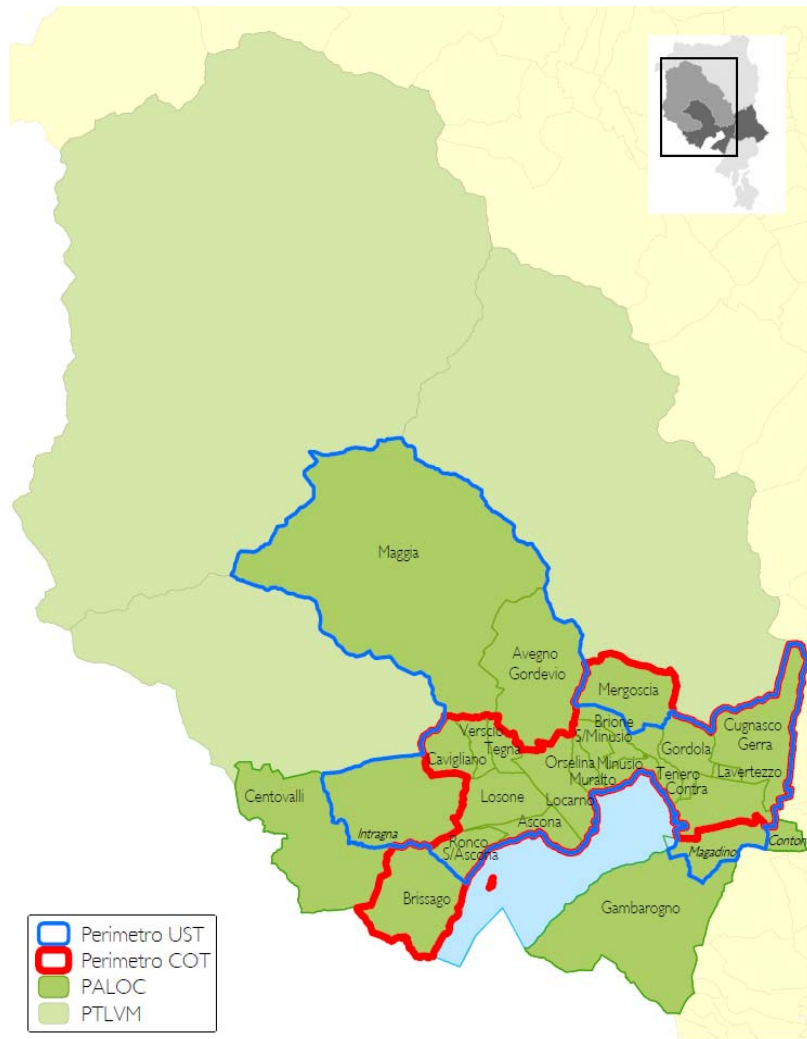 Maggia
Avegno
Gordevio
Mergoscia
Brione
S/Minusio
Cugnasco
Gerra
Verscio
Tegna
Gordola
Cavigliano
Orselina
Minusio
Lavertezzo
Muralto
Tenero
Contra
Centovalli
Losone
Locarno
Intragna
Ascona
Ronco
S/Ascona
Magadino
Contone
Brissago
Gambarogno
Perimetro UST
Perimetro COT
PALOC
PTLVM